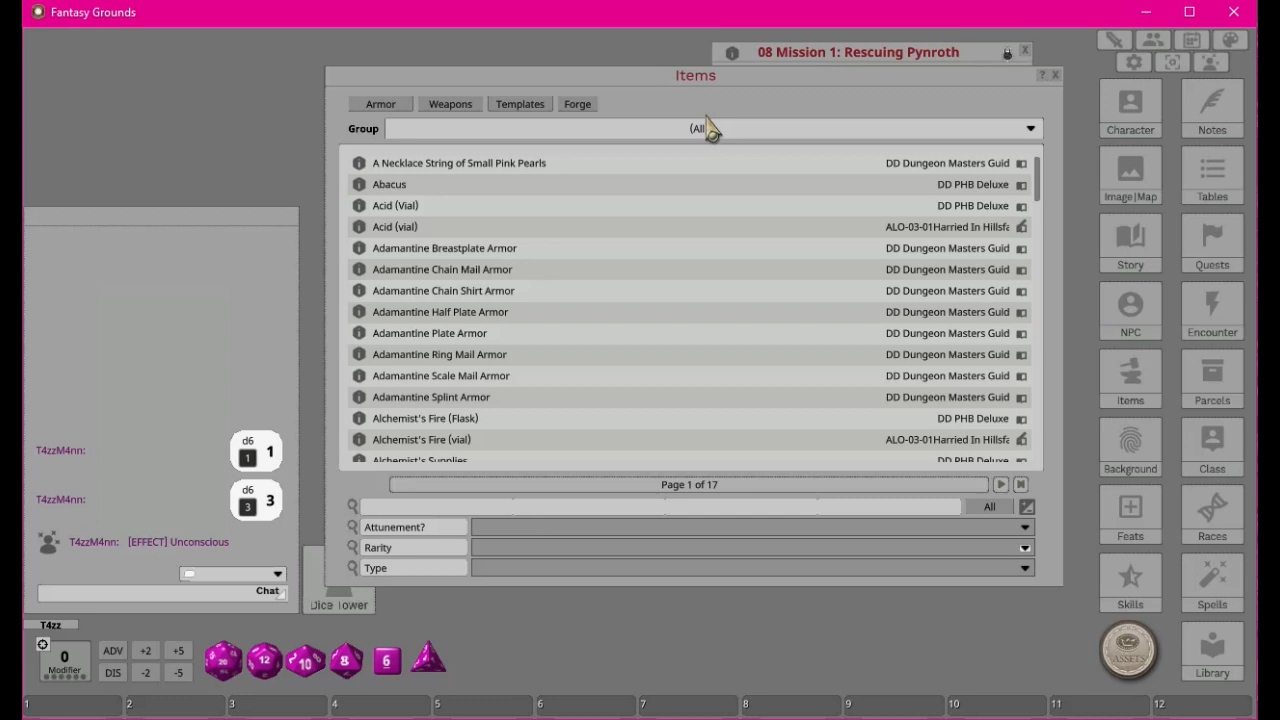 Fantasy Grounds
08 Mission 1: Rescuing Pynroth
X
Items
? X
Armor Weapons Templates Forge
Group (All
A Necklace String of Small Pink Pearls DD Dungeon Masters Guid
Abacus DD PHB Deluxe
Acid (Vial) DD PHB Deluxe
Acid (vial) ALO-03-01Harried In Hillsfa
Adamantine Breastplate Armor DD Dungeon Masters Guid
Adamantine Chain Mail Armor DD Dungeon Masters Guid
Adamantine Chain Shirt Armor DD Dungeon Masters Guid
Adamantine Half Plate Armor DD Dungeon Masters Guid
Adamantine Plate Armor DD Dungeon Masters Guid
Adamantine Ring Mail Armor DD Dungeon Masters Guid
Adamantine Scale Mail Armor DD Dungeon Masters Guid
Adamantine Splint Armor DD Dungeon Masters Guid
Alchemist's Fire (Flask) DD PHB Deluxe
Alchemist's Fire (vial) ALO-03-01Harried In Hillsfa
Alchemist's Supplies DD PHB Deluxe
Page 1 of 17
All
Attunement?
Rarity
Type
Character Notes
Image|Map Tables
Story Quests
NPC Encounter
Items Parcels
Background Class
Feats Races
Skills Spells
ASSETS
Library
T4zzM4nn: d6 1 1
T4zzM4nn: d6 3 3
T4zzM4nn: [EFFECT] Unconscious
Chat
Dice Tower
T4zz
0
Modifier
ADV +2 +5
DIS -2 -5
20 12 10 8 6
1 2 3 4 5 6 7 8 9 10 11 12